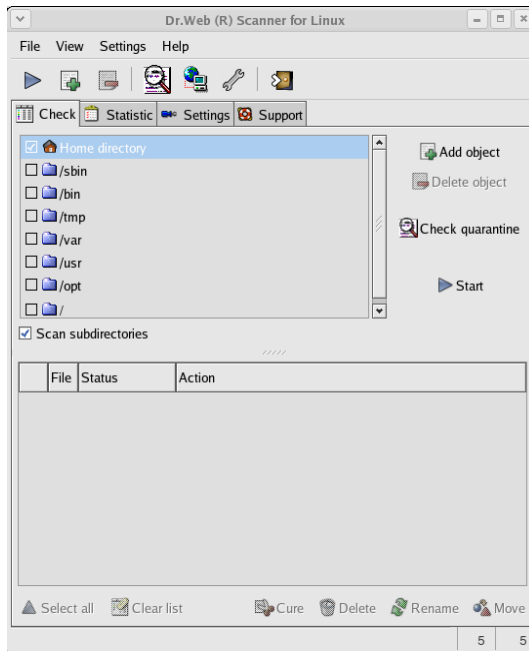 Dr.Web (R) Scanner for Linux
File View Settings Help
Check Statistic Settings Support
Home directory
/sbin
/bin
/tmp
/var
/usr
/opt
/
Add object
Delete object
Check quarantine
Start
Scan subdirectories
File Status Action
Select all Clear list Cure Delete Rename Move
5 5